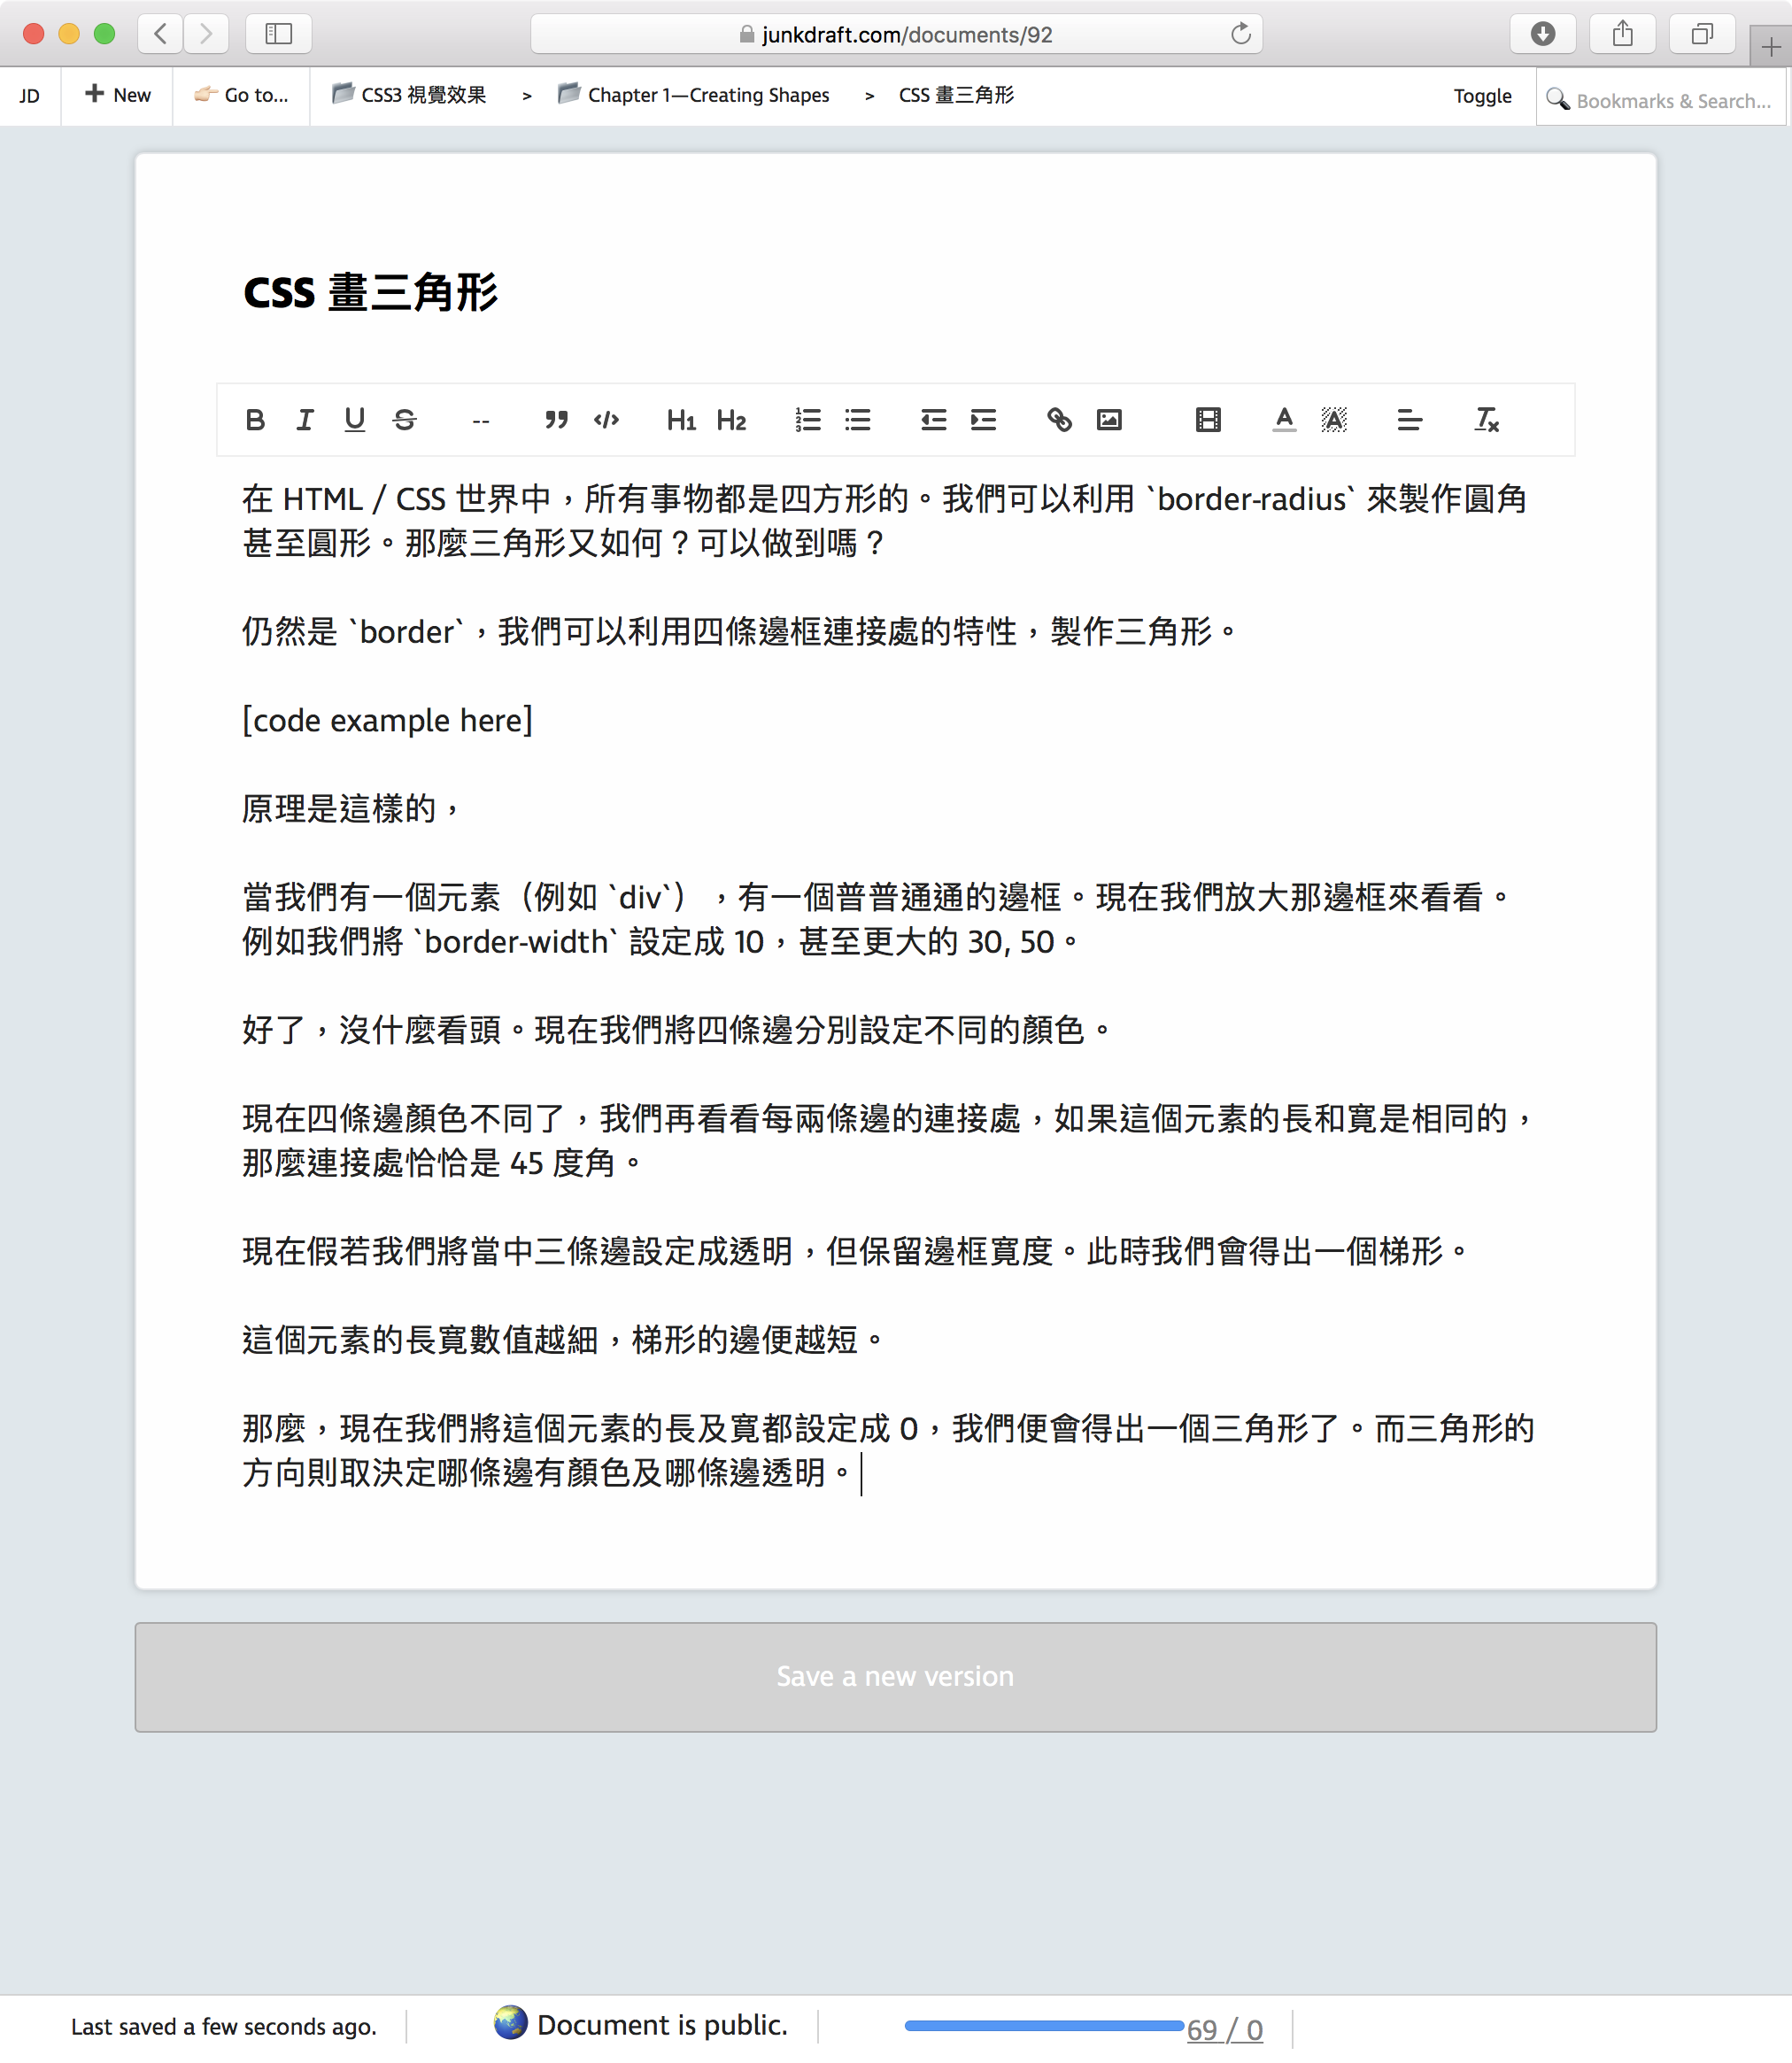 junkdraft.com/documents/92
JD
New
Go to...
CSS3 視覺效果 > Chapter 1—Creating Shapes > CSS 畫三角形
Toggle
Bookmarks & Search...
CSS 畫三角形
B I U S -- H1 H2
在 HTML / CSS 世界中，所有事物都是四方形的。我們可以利用 `border-radius` 來製作圓角
甚至圓形。那麼三角形又如何？可以做到嗎？
仍然是 `border`，我們可以利用四條邊框連接處的特性，製作三角形。
[code example here]
原理是這樣的，
當我們有一個元素（例如 `div`），有一個普普通通的邊框。現在我們放大那邊框來看看。
例如我們將 `border-width` 設定成 10，甚至更大的 30, 50。
好了，沒什麼看頭。現在我們將四條邊分別設定不同的顏色。
現在四條邊顏色不同了，我們再看看每兩條邊的連接處，如果這個元素的長和寬是相同的，
那麼連接處恰恰是 45 度角。
現在假若我們將當中三條邊設定成透明，但保留邊框寬度。此時我們會得出一個梯形。
這個元素的長寬數值越細，梯形的邊便越短。
那麼，現在我們將這個元素的長及寬都設定成 0，我們便會得出一個三角形了。而三角形的
方向則取決定哪條邊有顏色及哪條邊透明。
Save a new version
Last saved a few seconds ago.
Document is public.
69 / 0